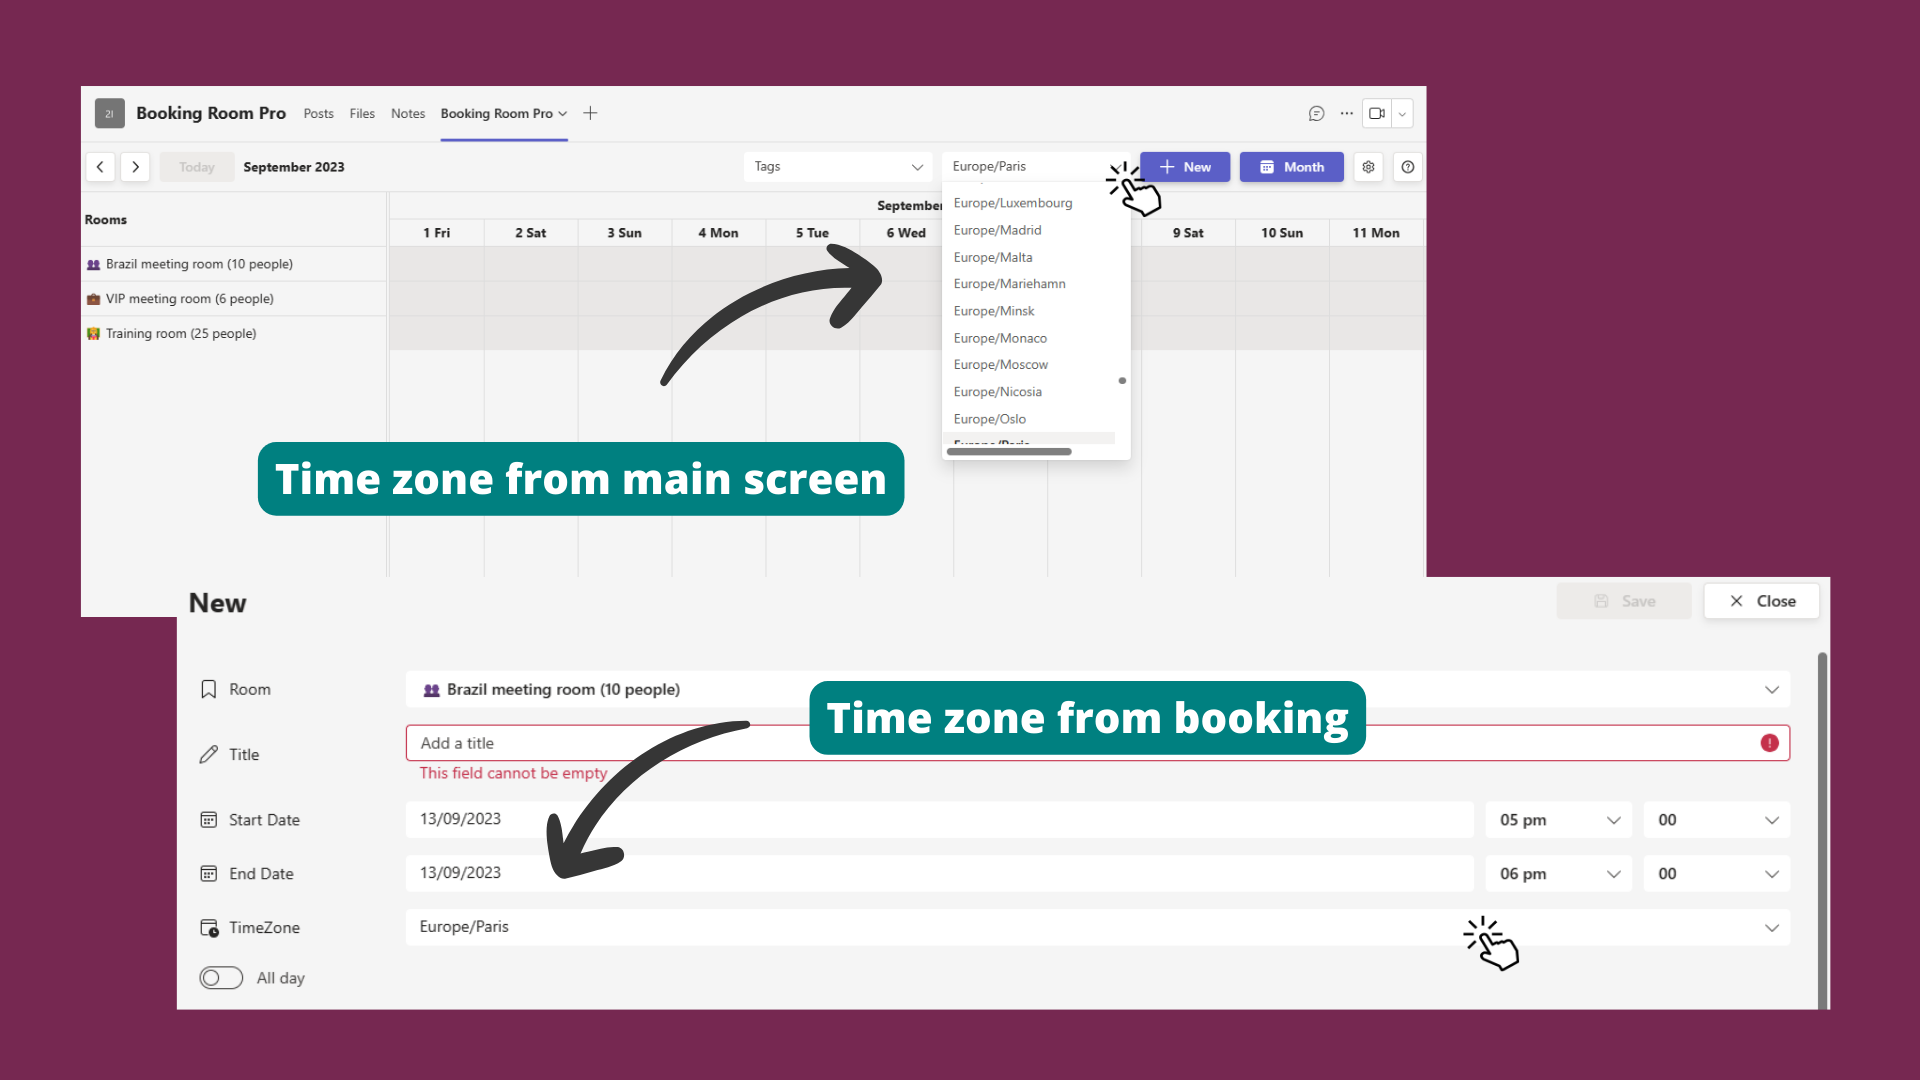 21 Booking Room Pro Posts Files Notes Booking Room Pro
Today September 2023 Tags Europe/Paris New Month
Rooms
September
1 Fri 2 Sat 3 Sun 4 Mon 5 Tue 6 Wed 9 Sat 10 Sun 11 Mon
Brazil meeting room (10 people)
VIP meeting room (6 people)
Training room (25 people)
Europe/Luxembourg
Europe/Madrid
Europe/Malta
Europe/Mariehamn
Europe/Minsk
Europe/Monaco
Europe/Moscow
Europe/Nicosia
Europe/Oslo
Europe/Paris
Time zone from main screen
New Save Close
Room Brazil meeting room (10 people)
Time zone from booking
Title Add a title
This field cannot be empty
Start Date 13/09/2023 05 pm 00
End Date 13/09/2023 06 pm 00
TimeZone Europe/Paris
All day